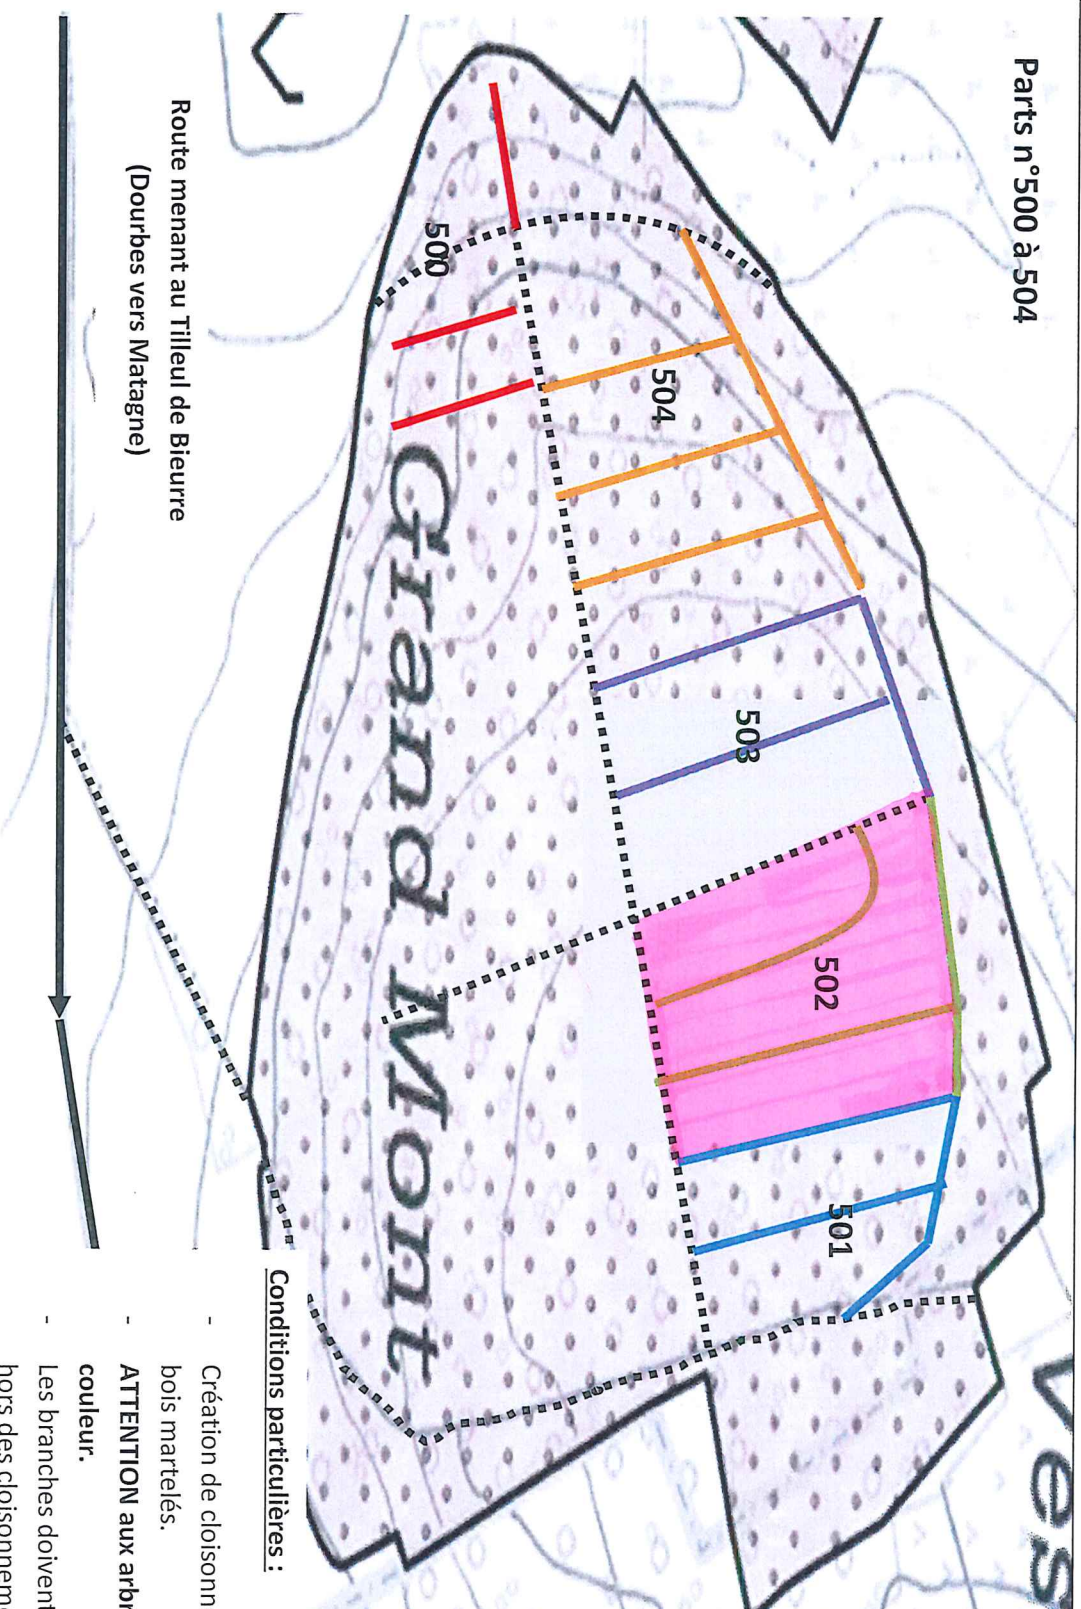 Parts n°500 à 504
Ves
500
504
503
502
501
Grand Mont
Route menant au Tilleul de Bieurre
(Dourbes vers Matagne)
Conditions particulières :
- Création de cloisonn
bois martelés.
- ATTENTION aux arbr
couleur.
- Les branches doivent
hors des cloisonnem